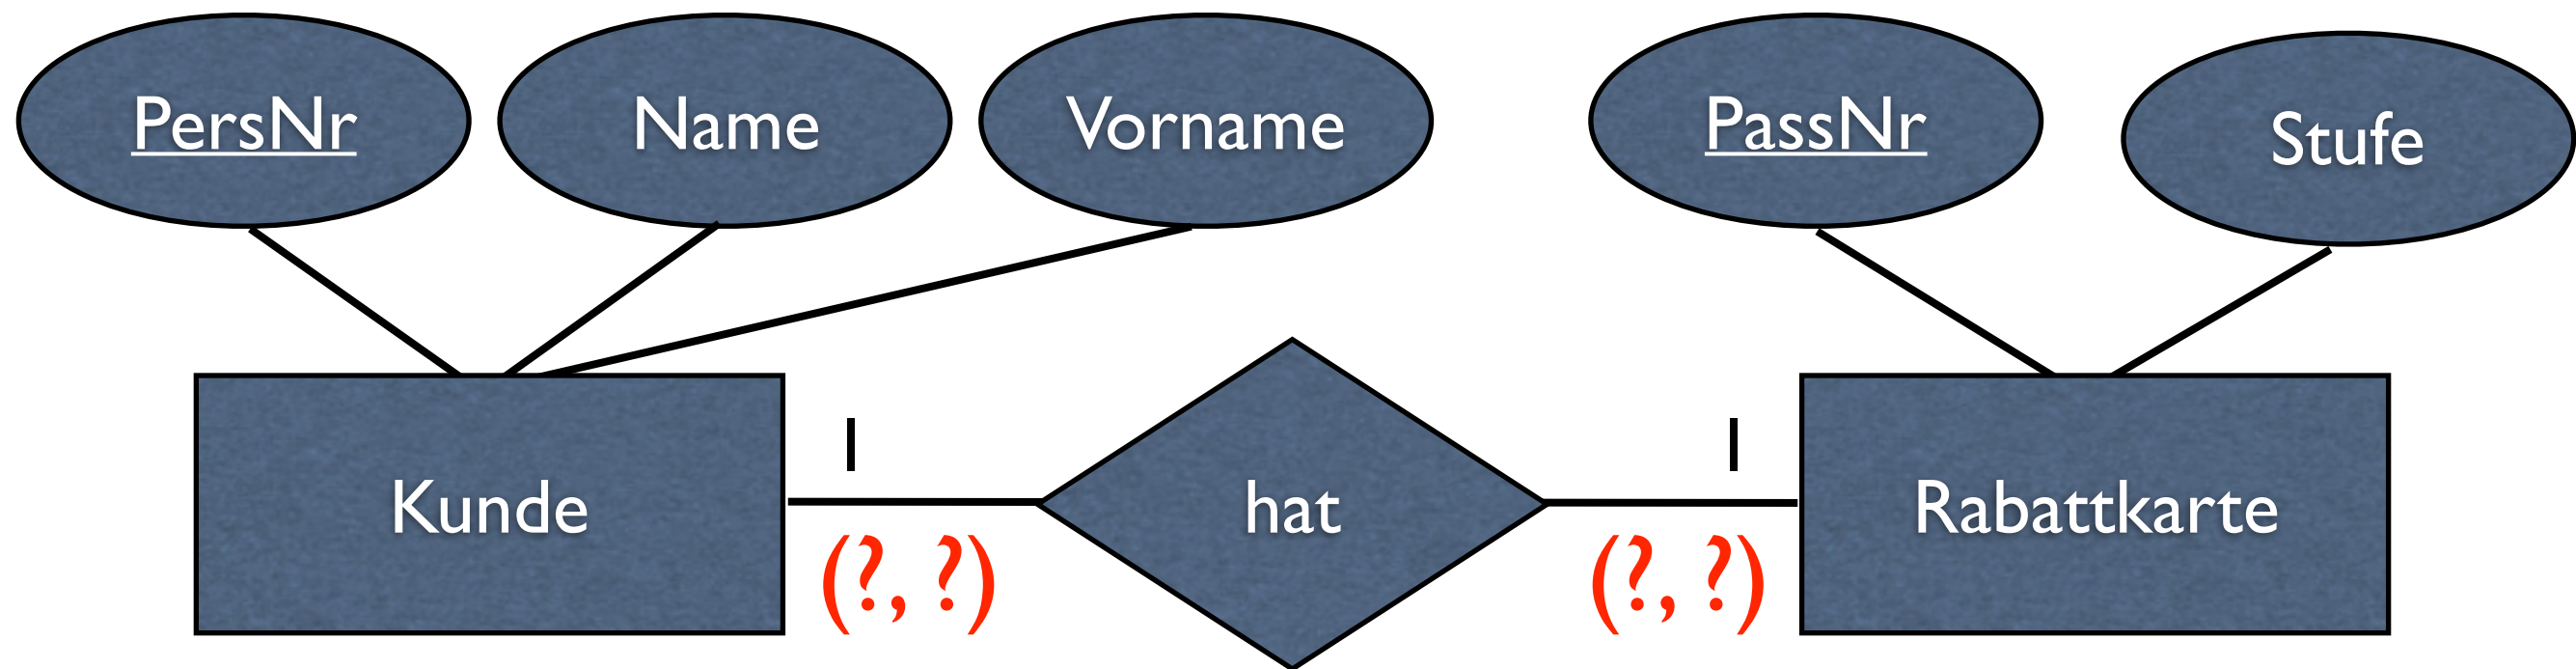 PersNr
Name
Vorname
PassNr
Stufe
Kunde
1
(?, ?)
hat
1
(?, ?)
Rabattkarte